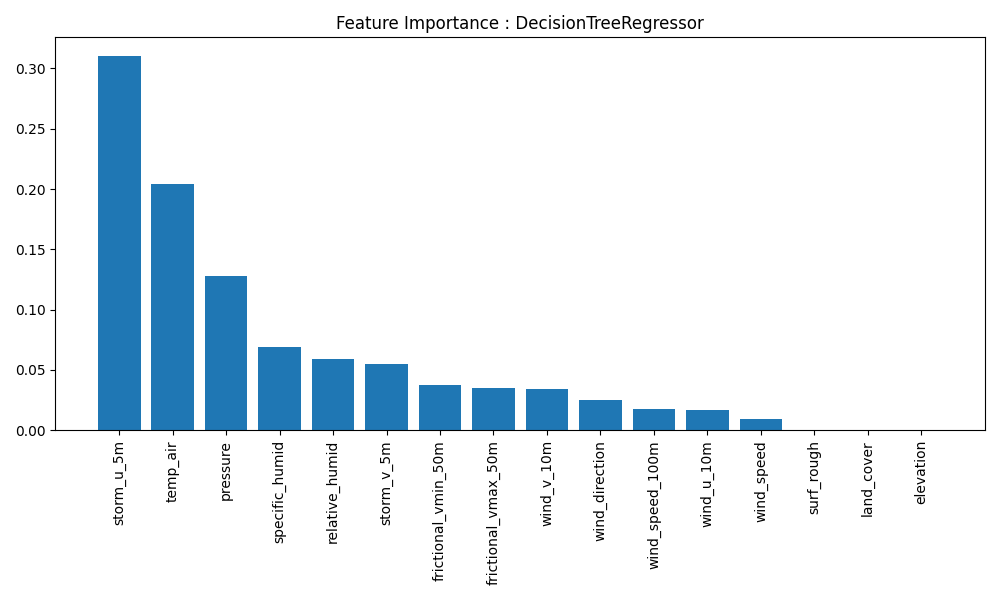 Feature Importance : DecisionTreeRegressor
0.30
0.25
0.20
0.15
0.10
0.05
0.00
storm_u_5m
temp_air
pressure
specific_humid
relative_humid
storm_v_5m
frictional_vmin_50m
frictional_vmax_50m
wind_v_10m
wind_direction
wind_speed_100m
wind_u_10m
wind_speed
surf_rough
land_cover
elevation